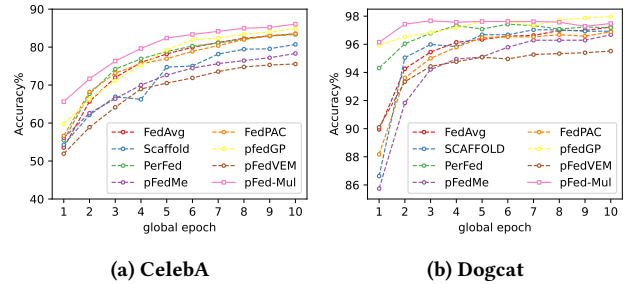 90
80
70
60
50
40
Accuracy%
1 2 3 4 5 6 7 8 9 10
global epoch
FedAvg
Scaffold
PerFed
pFedMe
FedPAC
pfedGP
pFedVEM
pFed-Mul
(a) CelebA
98
96
94
92
90
88
86
Accuracy%
1 2 3 4 5 6 7 8 9 10
global epoch
FedAvg
SCAFFOLD
PerFed
pFedMe
FedPAC
pfedGP
pFedVEM
pFed-Mul
(b) Dogcat